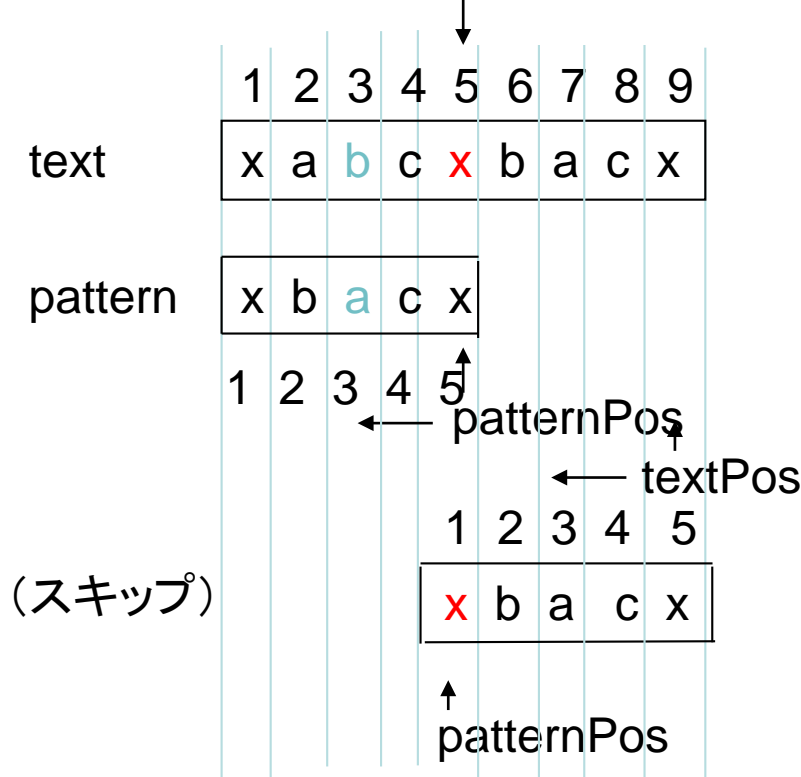 1 2 3 4 5 6 7 8 9
text x a b c x b a c x
pattern x b a c x
1 2 3 4 5
patternPos
textPos
1 2 3 4 5
(スキップ) x b a c x
patternPos